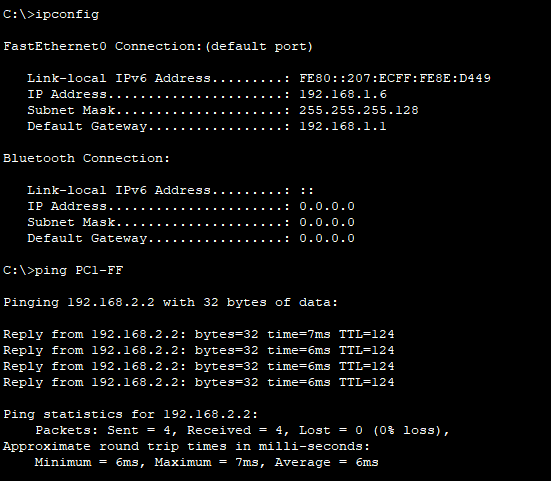 C:\>ipconfig
FastEthernet0 Connection:(default port)
Link-local IPv6 Address.........: FE80::207:ECFF:FE8E:D449
IP Address......................: 192.168.1.6
Subnet Mask.....................: 255.255.255.128
Default Gateway.................: 192.168.1.1
Bluetooth Connection:
Link-local IPv6 Address.........: ::
IP Address......................: 0.0.0.0
Subnet Mask.....................: 0.0.0.0
Default Gateway.................: 0.0.0.0
C:\>ping PC1-FF
Pinging 192.168.2.2 with 32 bytes of data:
Reply from 192.168.2.2: bytes=32 time=7ms TTL=124
Reply from 192.168.2.2: bytes=32 time=6ms TTL=124
Reply from 192.168.2.2: bytes=32 time=6ms TTL=124
Reply from 192.168.2.2: bytes=32 time=6ms TTL=124
Ping statistics for 192.168.2.2:
Packets: Sent = 4, Received = 4, Lost = 0 (0% loss),
Approximate round trip times in milli-seconds:
Minimum = 6ms, Maximum = 7ms, Average = 6ms